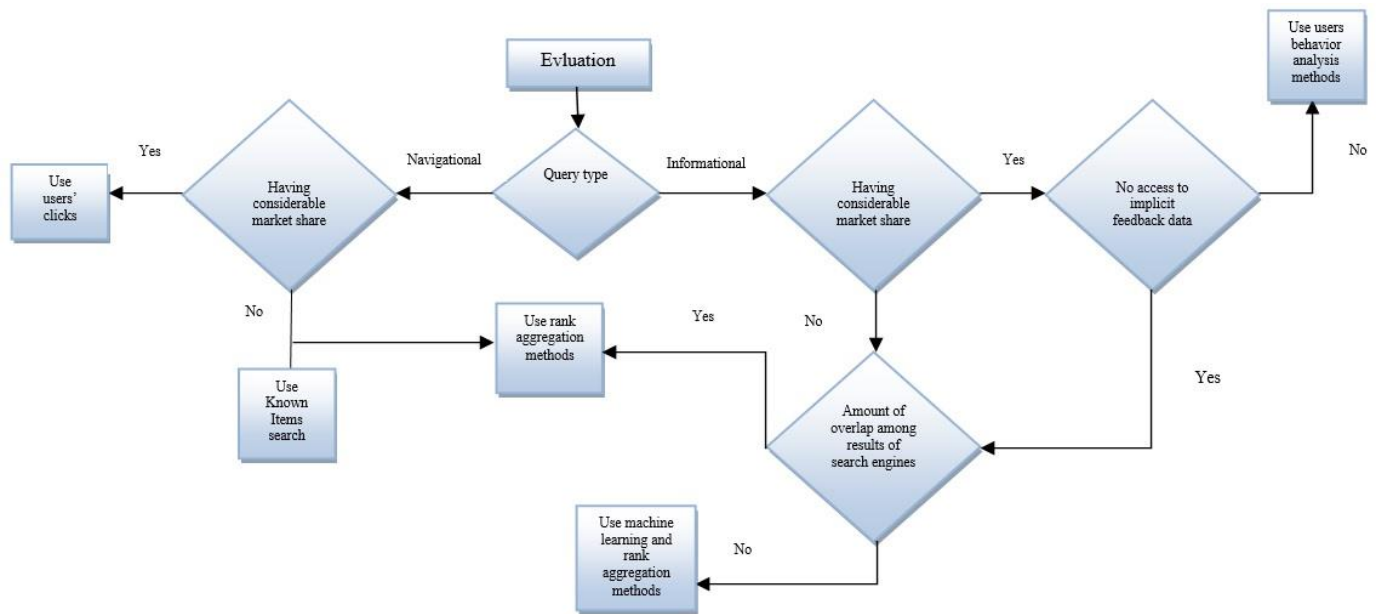 Evluation
Use users
behavior
analysis
methods
Yes
Navigational
Query type
Informational
Yes
No
Use
users’
clicks
Having
considerable
market share
Having
considerable
market share
No access to
implicit
feedback data
No
Use rank
aggregation
methods
Yes
No
Yes
Use
Known
Items
search
Amount of
overlap among
results of
search engines
Use machine
learning and
rank
aggregation
methods
No